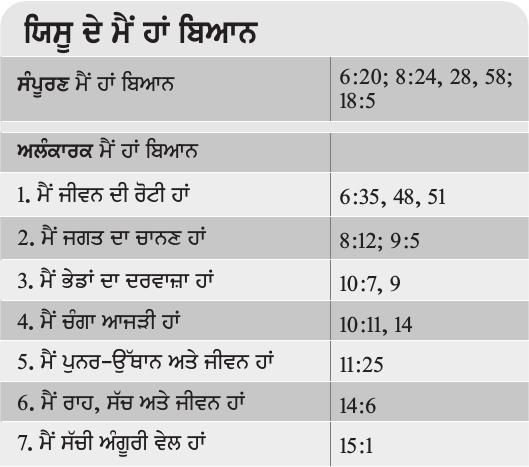 ਯਿਸੂ ਦੇ ਮੈਂ ਹਾਂ ਬਿਆਨ
ਸੰਪੂਰਣ ਮੈਂ ਹਾਂ ਬਿਆਨ 6:20; 8:24, 28, 58;
18:5
ਅਲੰਕਾਰਕ ਮੈਂ ਹਾਂ ਬਿਆਨ
1. ਮੈਂ ਜੀਵਨ ਦੀ ਰੋਟੀ ਹਾਂ 6:35, 48, 51
2. ਮੈਂ ਜਗਤ ਦਾ ਚਾਨਣ ਹਾਂ 8:12; 9:5
3. ਮੈਂ ਭੇਡਾਂ ਦਾ ਦਰਵਾਜ਼ਾ ਹਾਂ 10:7, 9
4. ਮੈਂ ਚੰਗਾ ਆਜੜੀ ਹਾਂ 10:11, 14
5. ਮੈਂ ਪੁਨਰ-ਉੱਥਾਨ ਅਤੇ ਜੀਵਨ ਹਾਂ 11:25
6. ਮੈਂ ਰਾਹ, ਸੱਚ ਅਤੇ ਜੀਵਨ ਹਾਂ 14:6
7. ਮੈਂ ਸੱਚੀ ਅੰਗੂਰੀ ਵੇਲ ਹਾਂ 15:1